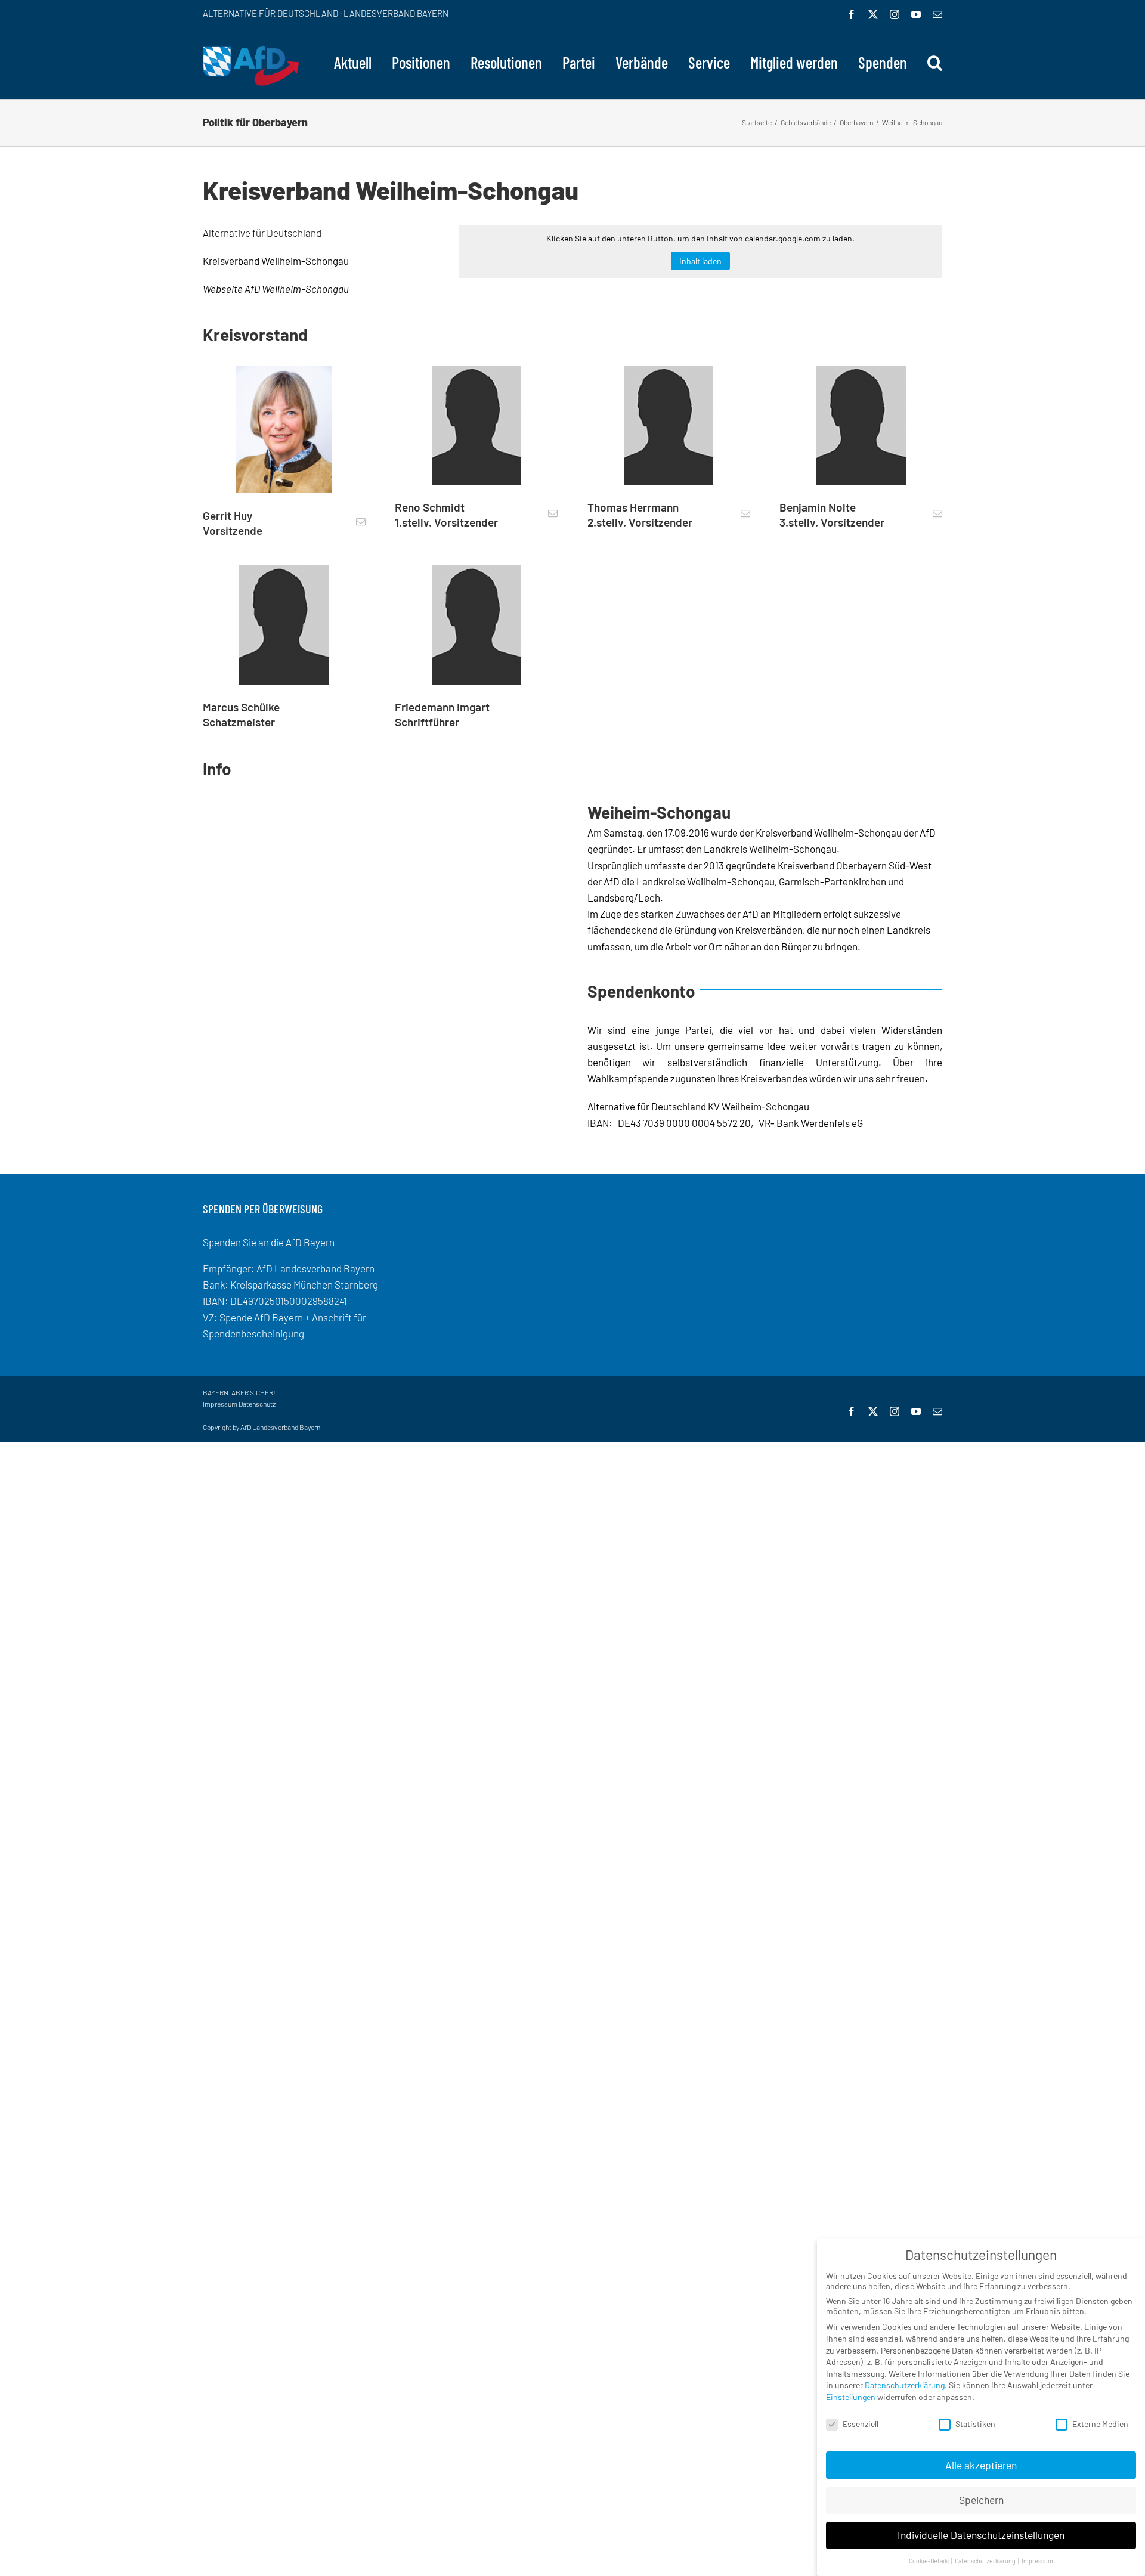 ALTERNATIVE FÜR DEUTSCHLAND · LANDESVERBAND BAYERN
AfD
Aktuell
Positionen
Resolutionen
Partei
Verbände
Service
Mitglied werden
Spenden
Politik für Oberbayern
Startseite / Gebietsverbände / Oberbayern / Weilheim-Schongau
Kreisverband Weilheim-Schongau
Alternative für Deutschland
Kreisverband Weilheim-Schongau
Webseite AfD Weilheim-Schongau
Klicken Sie auf den unteren Button, um den Inhalt von calendar.google.com zu laden.
Inhalt laden
Kreisvorstand
Gerrit Huy
Vorsitzende
Reno Schmidt
1.stellv. Vorsitzender
Thomas Herrmann
2.stellv. Vorsitzender
Benjamin Nolte
3.stellv. Vorsitzender
Marcus Schülke
Schatzmeister
Friedemann Imgart
Schriftführer
Info
Weiheim-Schongau
Am Samstag, den 17.09.2016 wurde der Kreisverband Weilheim-Schongau der AfD
gegründet. Er umfasst den Landkreis Weilheim-Schongau.
Ursprünglich umfasste der 2013 gegründete Kreisverband Oberbayern Süd-West
der AfD die Landkreise Weilheim-Schongau, Garmisch-Partenkirchen und
Landsberg/Lech.
Im Zuge des starken Zuwachses der AfD an Mitgliedern erfolgt sukzessive
flächendeckend die Gründung von Kreisverbänden, die nur noch einen Landkreis
umfassen, um die Arbeit vor Ort näher an den Bürger zu bringen.
Spendenkonto
Wir sind eine junge Partei, die viel vor hat und dabei vielen Widerständen
ausgesetzt ist. Um unsere gemeinsame Idee weiter vorwärts tragen zu können,
benötigen wir selbstverständlich finanzielle Unterstützung. Über Ihre
Wahlkampfspende zugunsten Ihres Kreisverbandes würden wir uns sehr freuen.
Alternative für Deutschland KV Weilheim-Schongau
IBAN: DE43 7039 0000 0004 5572 20, VR- Bank Werdenfels eG
SPENDEN PER ÜBERWEISUNG
Spenden Sie an die AfD Bayern
Empfänger: AfD Landesverband Bayern
Bank: Kreisparkasse München Starnberg
IBAN: DE49702501500029588241
VZ: Spende AfD Bayern + Anschrift für
Spendenbescheinigung
BAYERN. ABER SICHER!
Impressum Datenschutz
Copyright by AfD Landesverband Bayern
Datenschutzeinstellungen
Wir nutzen Cookies auf unserer Website. Einige von ihnen sind essenziell, während
andere uns helfen, diese Website und Ihre Erfahrung zu verbessern.
Wenn Sie unter 16 Jahre alt sind und Ihre Zustimmung zu freiwilligen Diensten geben
möchten, müssen Sie Ihre Erziehungsberechtigten um Erlaubnis bitten.
Wir verwenden Cookies und andere Technologien auf unserer Website. Einige von
ihnen sind essenziell, während andere uns helfen, diese Website und Ihre Erfahrung
zu verbessern. Personenbezogene Daten können verarbeitet werden (z. B. IP-
Adressen), z. B. für personalisierte Anzeigen und Inhalte oder Anzeigen- und
Inhaltsmessung. Weitere Informationen über die Verwendung Ihrer Daten finden Sie
in unserer Datenschutzerklärung. Sie können Ihre Auswahl jederzeit unter
Einstellungen widerrufen oder anpassen.
Essenziell
Statistiken
Externe Medien
Alle akzeptieren
Speichern
Individuelle Datenschutzeinstellungen
Cookie-Details | Datenschutzerklärung | Impressum